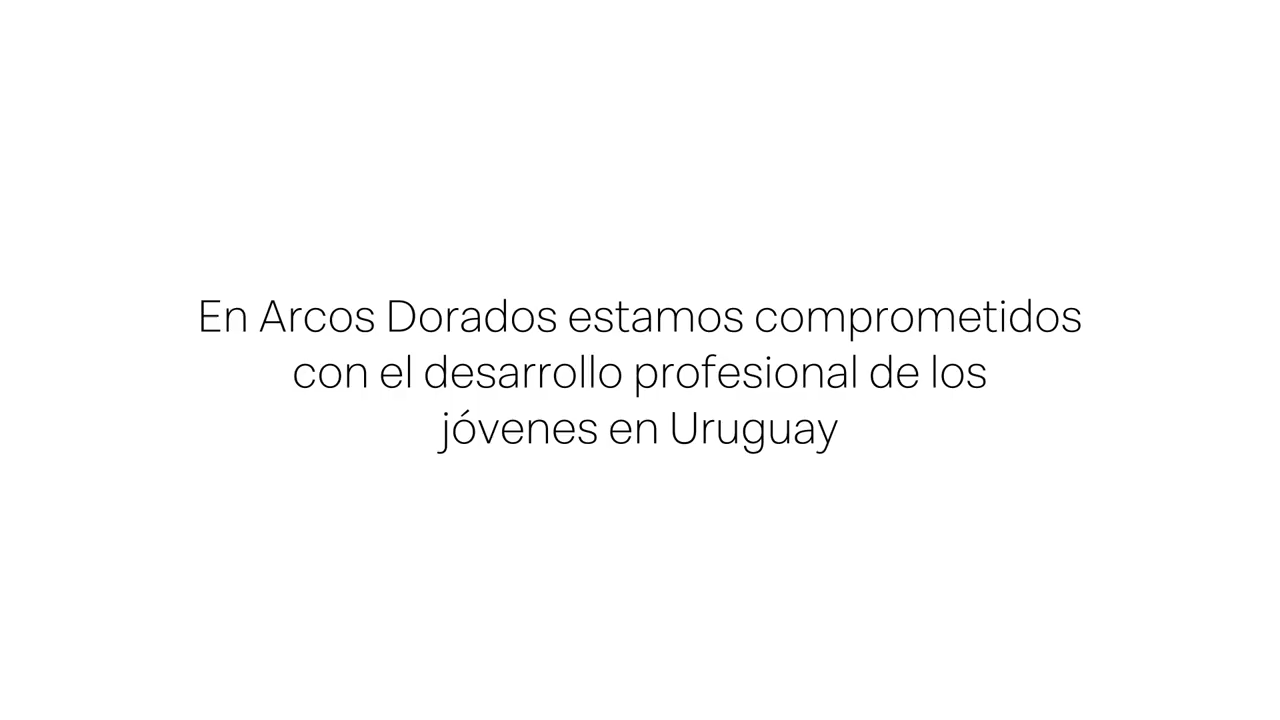 En Arcos Dorados estamos comprometidos
con el desarrollo profesional de los
jóvenes en Uruguay